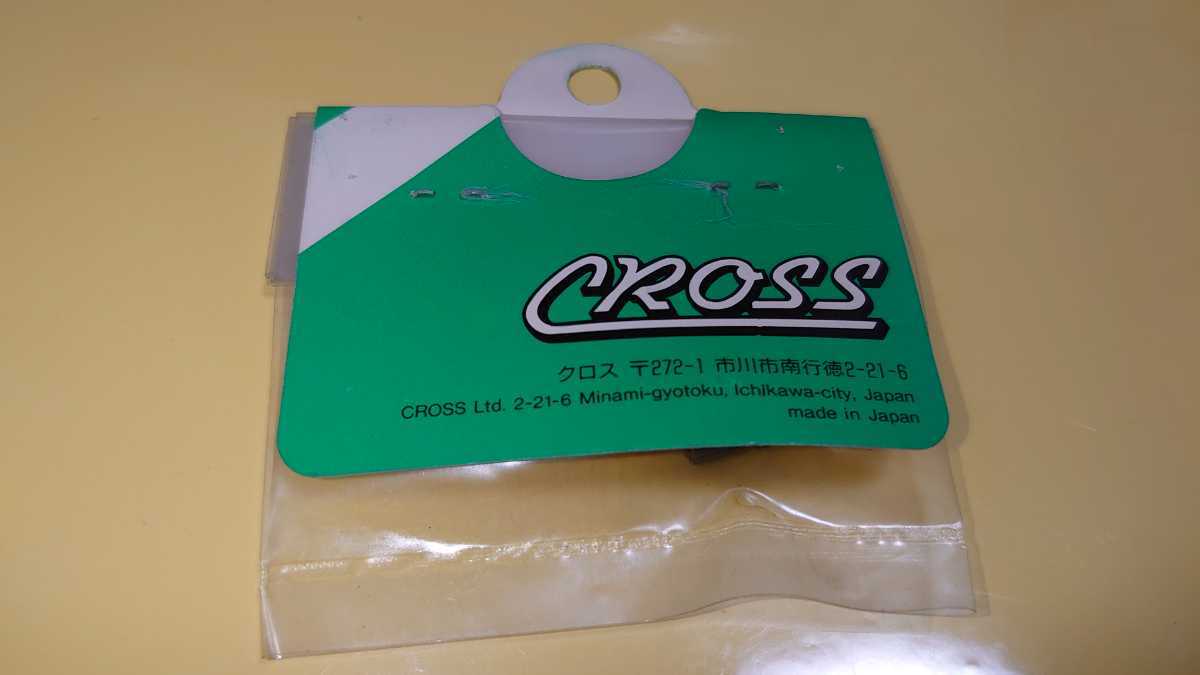 CROSS
クロス 〒272-1 市川市南行徳2-21-6
CROSS Ltd. 2-21-6 Minami-gyotoku, Ichikawa-city, Japan
made in Japan